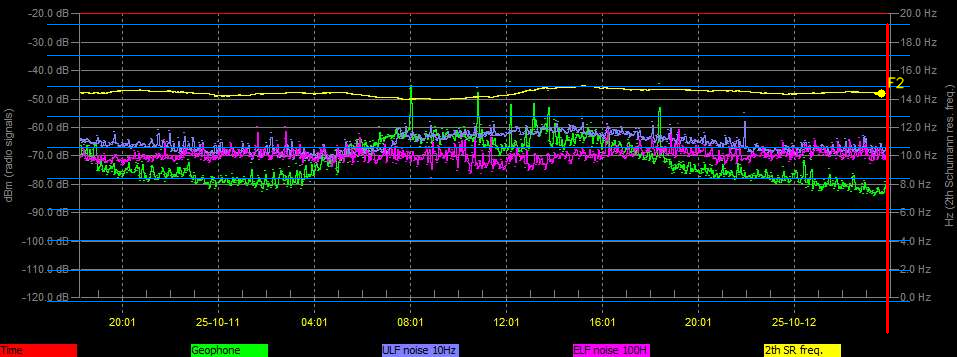 -20.0 dB
-30.0 dB
-40.0 dB
-50.0 dB
-60.0 dB
-70.0 dB
-80.0 dB
-90.0 dB
-100.0 dB
-110.0 dB
-120.0 dB
dBm (radio signals)
20.0 Hz
18.0 Hz
16.0 Hz
14.0 Hz
12.0 Hz
10.0 Hz
8.0 Hz
6.0 Hz
4.0 Hz
2.0 Hz
0.0 Hz
Hz (2th Schumann res. freq.)
F2
20:01 25-10-11 04:01 08:01 12:01 16:01 20:01 25-10-12
Time Geophone ULF noise 10Hz ELF noise 100H 2th SR freq.